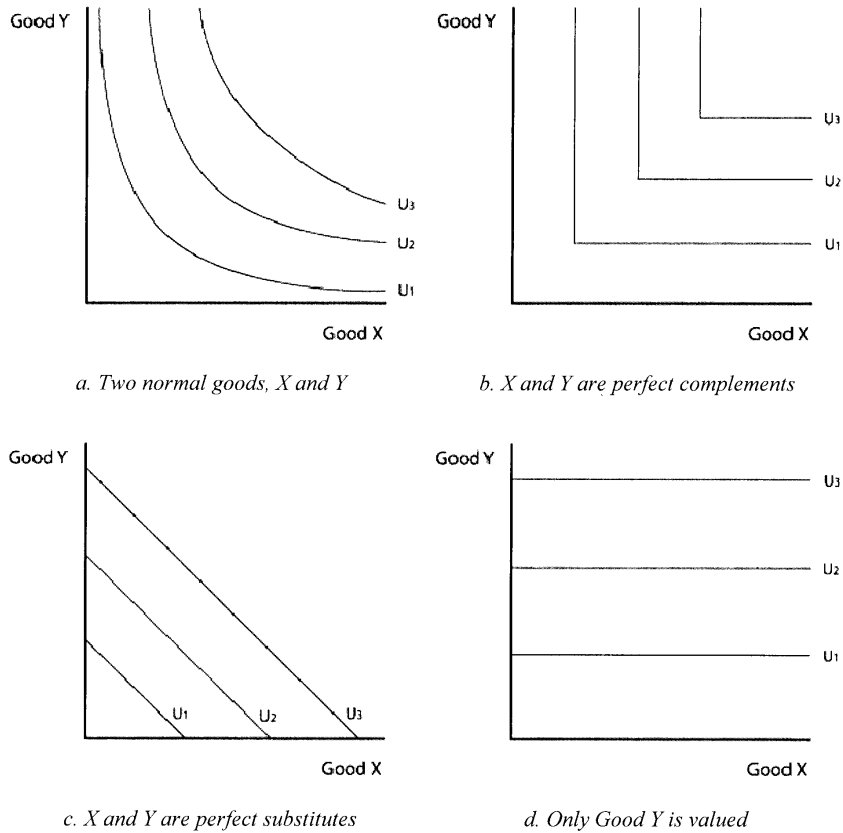 Good Y
U3
U2
U1
Good X
a. Two normal goods, X and Y
Good Y
U3
U2
U1
Good X
b. X and Y are perfect complements
Good Y
U1 U2 U3
Good X
c. X and Y are perfect substitutes
Good Y
U3
U2
U1
Good X
d. Only Good Y is valued